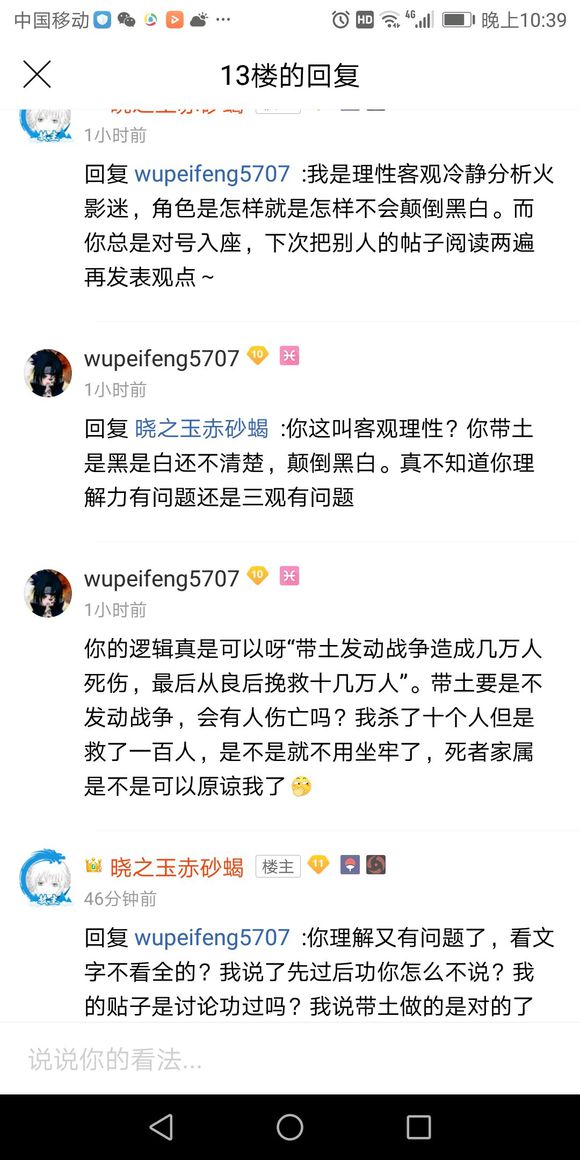 中国移动
HD
4G
晚上10:39
13楼的回复
晓之玉赤砂蝎
1小时前
回复 wupeifeng5707 :我是理性客观冷静分析火
影迷，角色是怎样就是怎样不会颠倒黑白。而
你总是对号入座，下次把别人的帖子阅读两遍
再发表观点～
wupeifeng5707 10
1小时前
回复 晓之玉赤砂蝎 :你这叫客观理性？你带土
是黑是白还不清楚，颠倒黑白。真不知道你理
解力有问题还是三观有问题
wupeifeng5707 10
1小时前
你的逻辑真是可以呀“带土发动战争造成几万人
死伤，最后从良后挽救十几万人”。带土要是不
发动战争，会有人伤亡吗？我杀了十个人但是
救了一百人，是不是就不用坐牢了，死者家属
是不是可以原谅我了
晓之玉赤砂蝎 楼主 11
46分钟前
回复 wupeifeng5707 :你理解又有问题了，看文
字不看全的？我说了先过后功你怎么不说？我
的贴子是讨论功过吗？我说带土做的是对的了
说说你的看法...